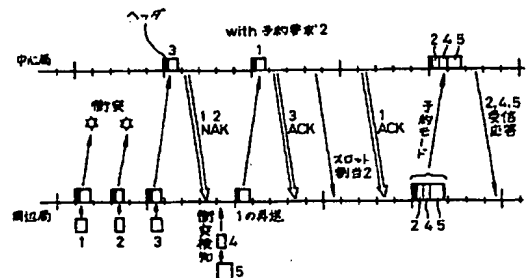 ヘッダ
3
with 予約要求2
1
2 4 5
中心局
衝突
1 2
NAK
3
ACK
スロット
割当2
1
ACK
予約モード
2,4,5
受信
応答
周辺局
1
2
3
衝突検知
4
5
1の再送
2 4 5